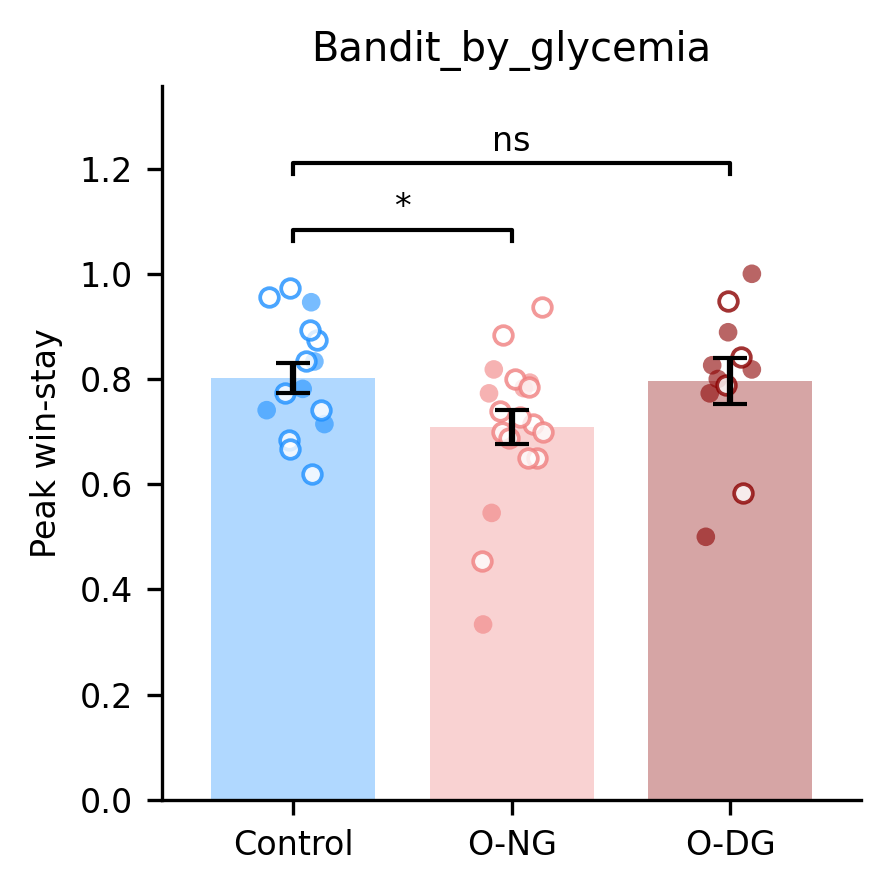 Bandit_by_glycemia
ns
*
Peak win-stay
1.2
1.0
0.8
0.6
0.4
0.2
0.0
Control
O-NG
O-DG